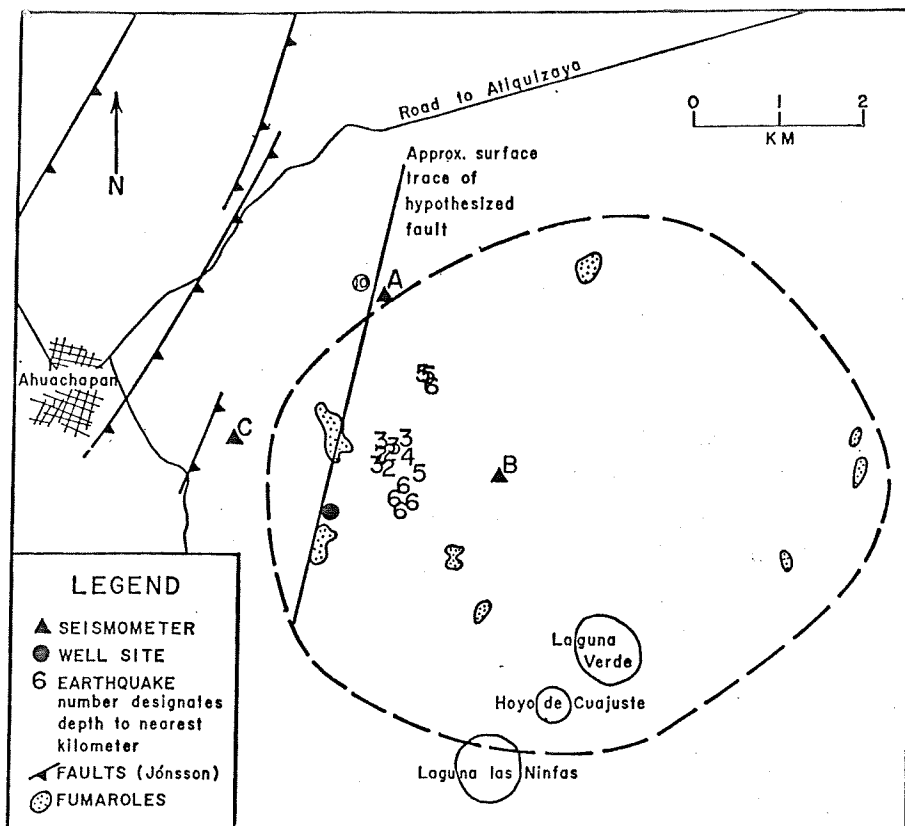 Road to Atiquizaya
0 1 2
KM
Approx. surface
trace of
hypothesized
fault
N
10
A
Ahuachapan
C
5 5
6
3 3
3
2 2 4
3 2 5
6
6 6
6
B
LEGEND
SEISMOMETER
WELL SITE
6 EARTHQUAKE
number designates
depth to nearest
kilometer
FAULTS (Jónsson)
FUMAROLES
Laguna
Verde
Hoyo de Cuajuste
Laguna las Ninfas